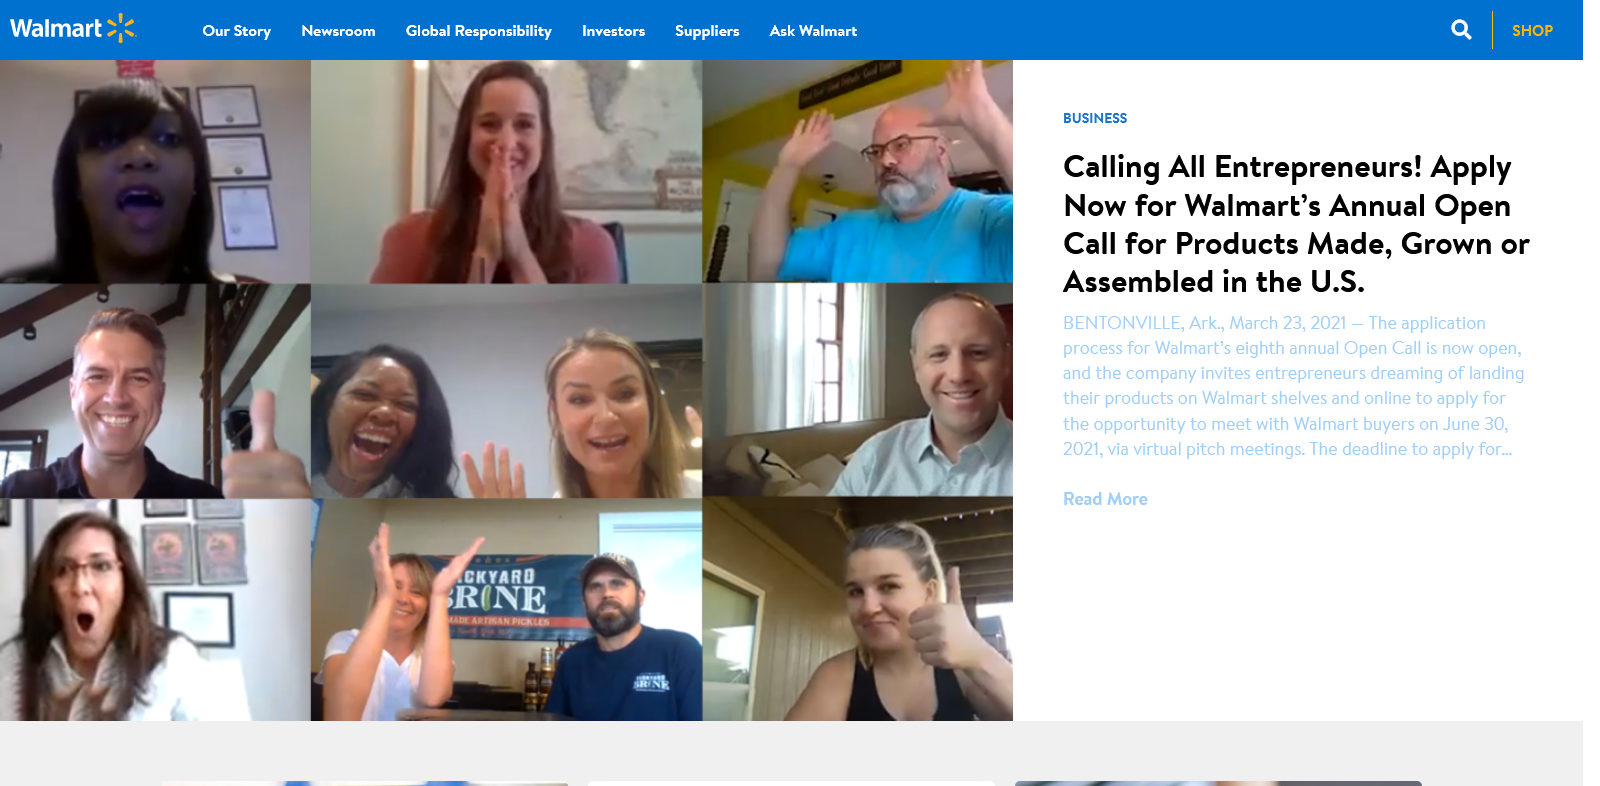 Walmart
Our Story
Newsroom
Global Responsibility
Investors
Suppliers
Ask Walmart
SHOP
BUSINESS
Calling All Entrepreneurs! Apply
Now for Walmart’s Annual Open
Call for Products Made, Grown or
Assembled in the U.S.
BENTONVILLE, Ark., March 23, 2021 — The application
process for Walmart’s eighth annual Open Call is now open,
and the company invites entrepreneurs dreaming of landing
their products on Walmart shelves and online to apply for
the opportunity to meet with Walmart buyers on June 30,
2021, via virtual pitch meetings. The deadline to apply for...
Read More
BRINE
MADE ARTISAN PICKLES
BRINE